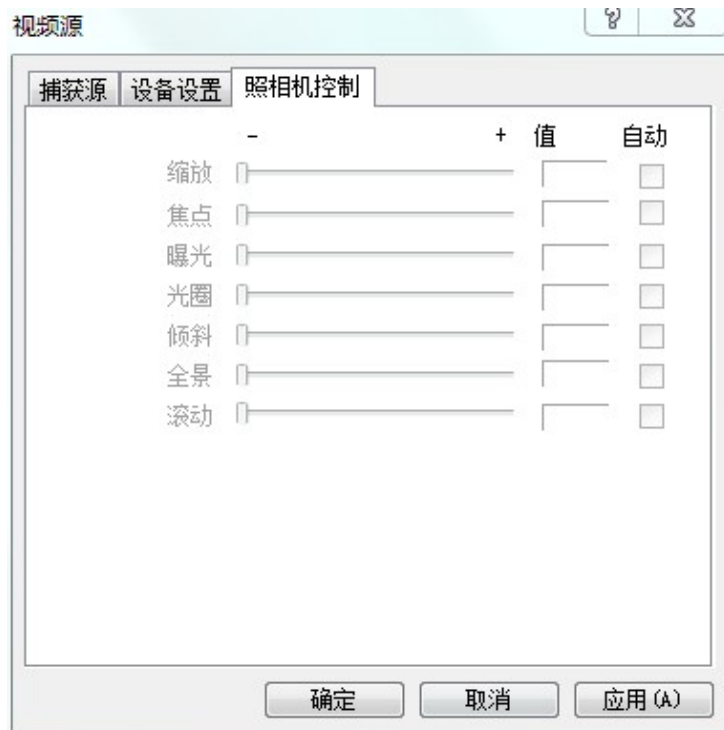 视频源
捕获源 设备设置 照相机控制
- + 值 自动
缩放
焦点
曝光
光圈
倾斜
全景
滚动
确定 取消 应用(A)